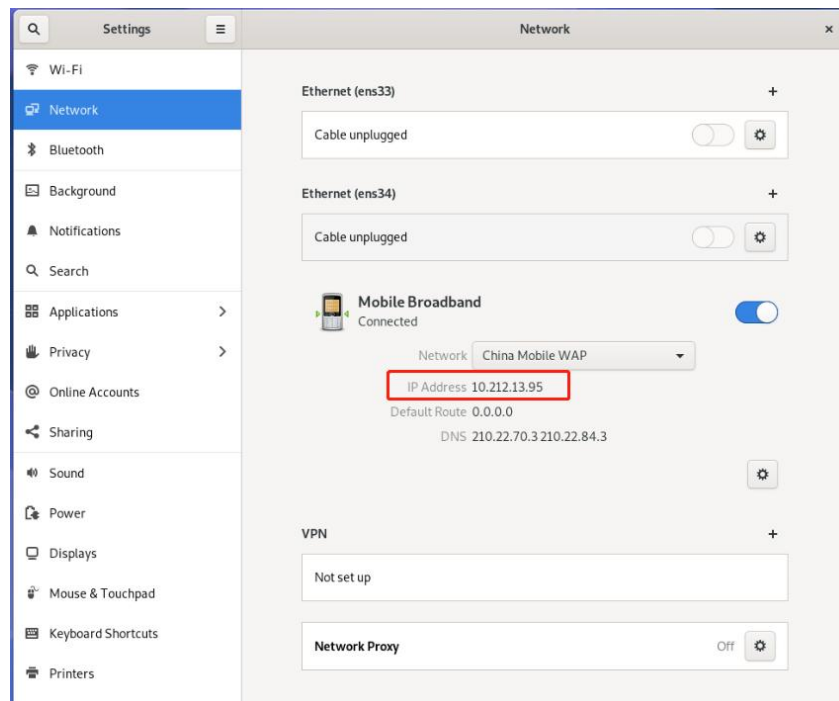 Settings
Network
Wi-Fi
Network
Bluetooth
Background
Notifications
Search
Applications
Privacy
Online Accounts
Sharing
Sound
Power
Displays
Mouse & Touchpad
Keyboard Shortcuts
Printers
Ethernet (ens33)
Cable unplugged
Ethernet (ens34)
Cable unplugged
Mobile Broadband
Connected
Network China Mobile WAP
IP Address 10.212.13.95
Default Route 0.0.0.0
DNS 210.22.70.3 210.22.84.3
VPN
Not set up
Network Proxy Off